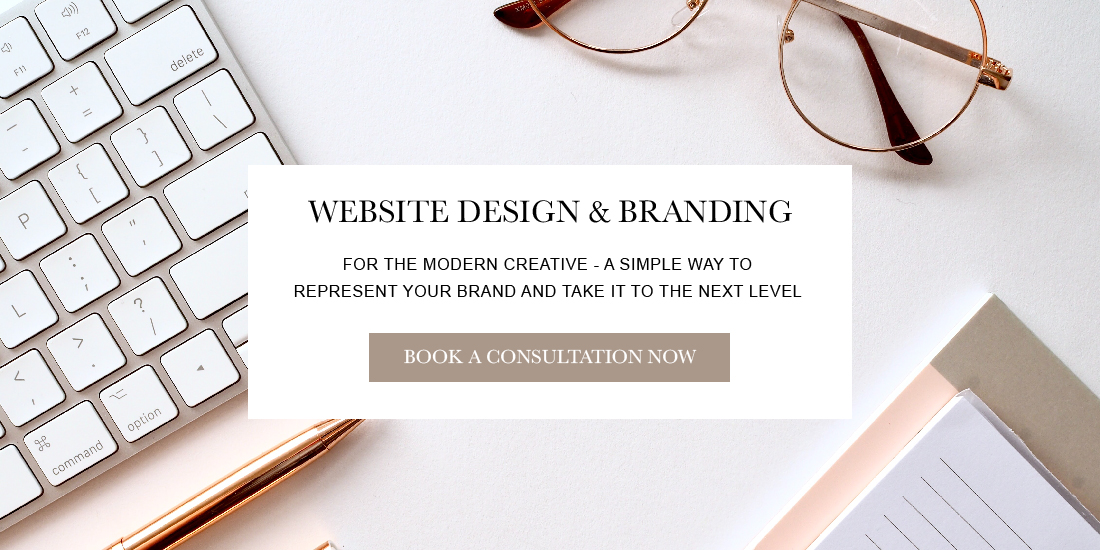 F11
F12
delete
+
=
_
-
}
]
|
\
{
[
P
"
'
:
;
L
?
/
>
.
<
,
option
command
WEBSITE DESIGN & BRANDING
FOR THE MODERN CREATIVE - A SIMPLE WAY TO
REPRESENT YOUR BRAND AND TAKE IT TO THE NEXT LEVEL
BOOK A CONSULTATION NOW